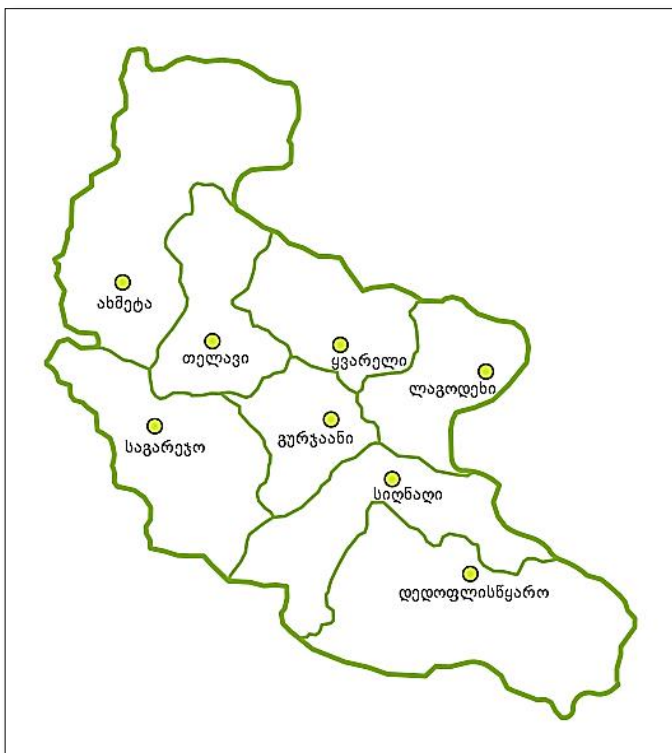 ახმეტა
თელავი
ყვარელი
ლაგოდეხი
საგარეჯო
გურჯაანი
სიღნაღი
დედოფლისწყარო